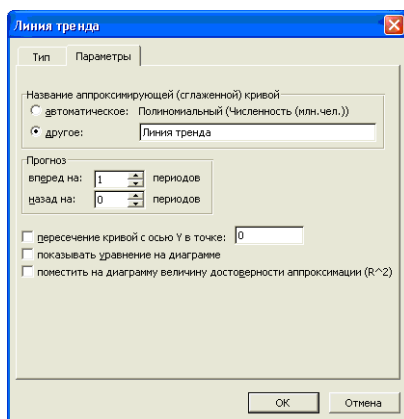 Линия тренда
Тип Параметры
Название аппроксимирующей (сглаженной) кривой
автоматическое: Полиномиальный (Численность (млн.чел.))
другое: Линия тренда
Прогноз
вперед на: 1 периодов
назад на: 0 периодов
пересечение кривой с осью Y в точке: 0
показывать уравнение на диаграмме
поместить на диаграмму величину достоверности аппроксимации (R^2)
ОК Отмена